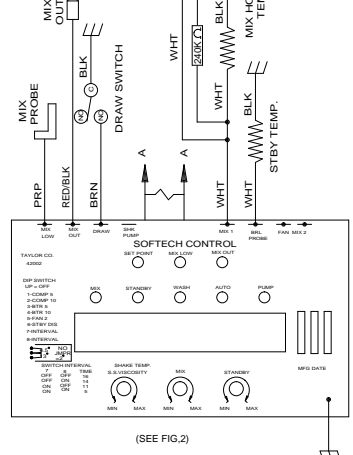 MIX
OUT
BLK
MIX HO
TEM
MIX
PROBE
BLK
C
NO
NO
DRAW SWITCH
WHT
240K Ω
WHT
BLK
STBY TEMP.
PRP
RED/BLK
BRN
A
A
WHT
WHT
MIX LOW
MIX OUT
DRAW
SHK PUMP
MIX 1
BRL PROBE
FAN
MIX 2
SOFTECH CONTROL
TAYLOR CO.
42002
SET POINT
MIX LOW
MIX OUT
DIP SWITCH
UP = OFF
1-COMP 5
2-COMP 10
3-BTR 5
4-BTR 10
5-FAN 2
6-STBY DIS
7-INTERVAL
8-INTERVAL
MIX
STANDBY
WASH
AUTO
PUMP
NO
JMPR
SWITCH INTERVAL
7 8 TIME
OFF OFF 16
OFF ON 14
ON OFF 11
ON ON 5
SHAKE TEMP.
S.S.VISCOSITY
MIX
STANDBY
MIN MAX
MIN MAX
MIN MAX
MFG DATE
(SEE FIG,2)